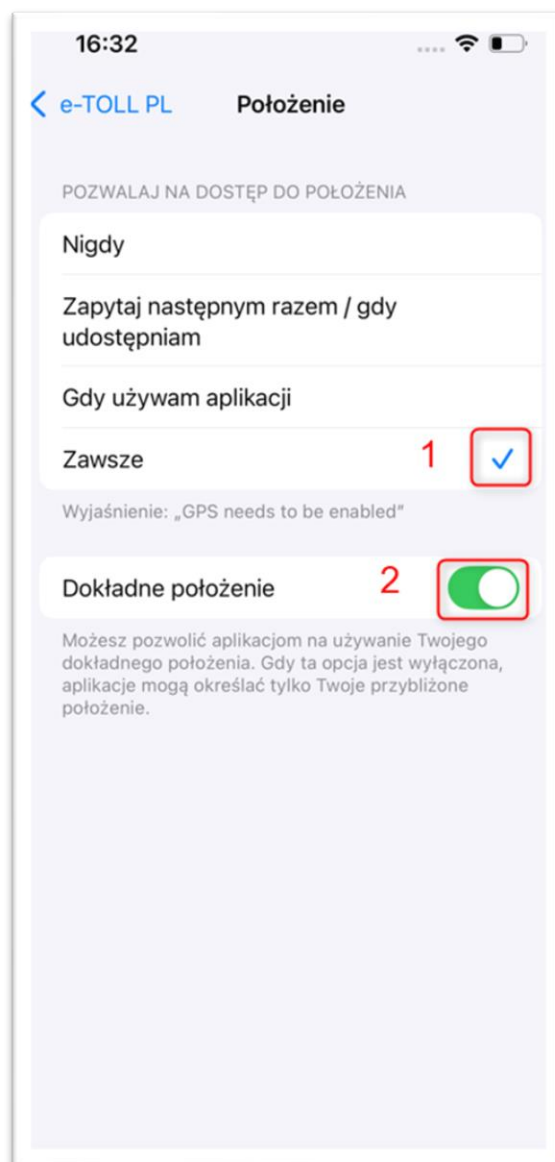 16:32
e-TOLL PL Położenie
POZWALAJ NA DOSTĘP DO POŁOŻENIA
Nigdy
Zapytaj następnym razem / gdy
udostępniam
Gdy używam aplikacji
Zawsze 1
Wyjaśnienie: „GPS needs to be enabled”
Dokładne położenie 2
Możesz pozwolić aplikacjom na używanie Twojego
dokładnego położenia. Gdy ta opcja jest wyłączona,
aplikacje mogą określać tylko Twoje przybliżone
położenie.